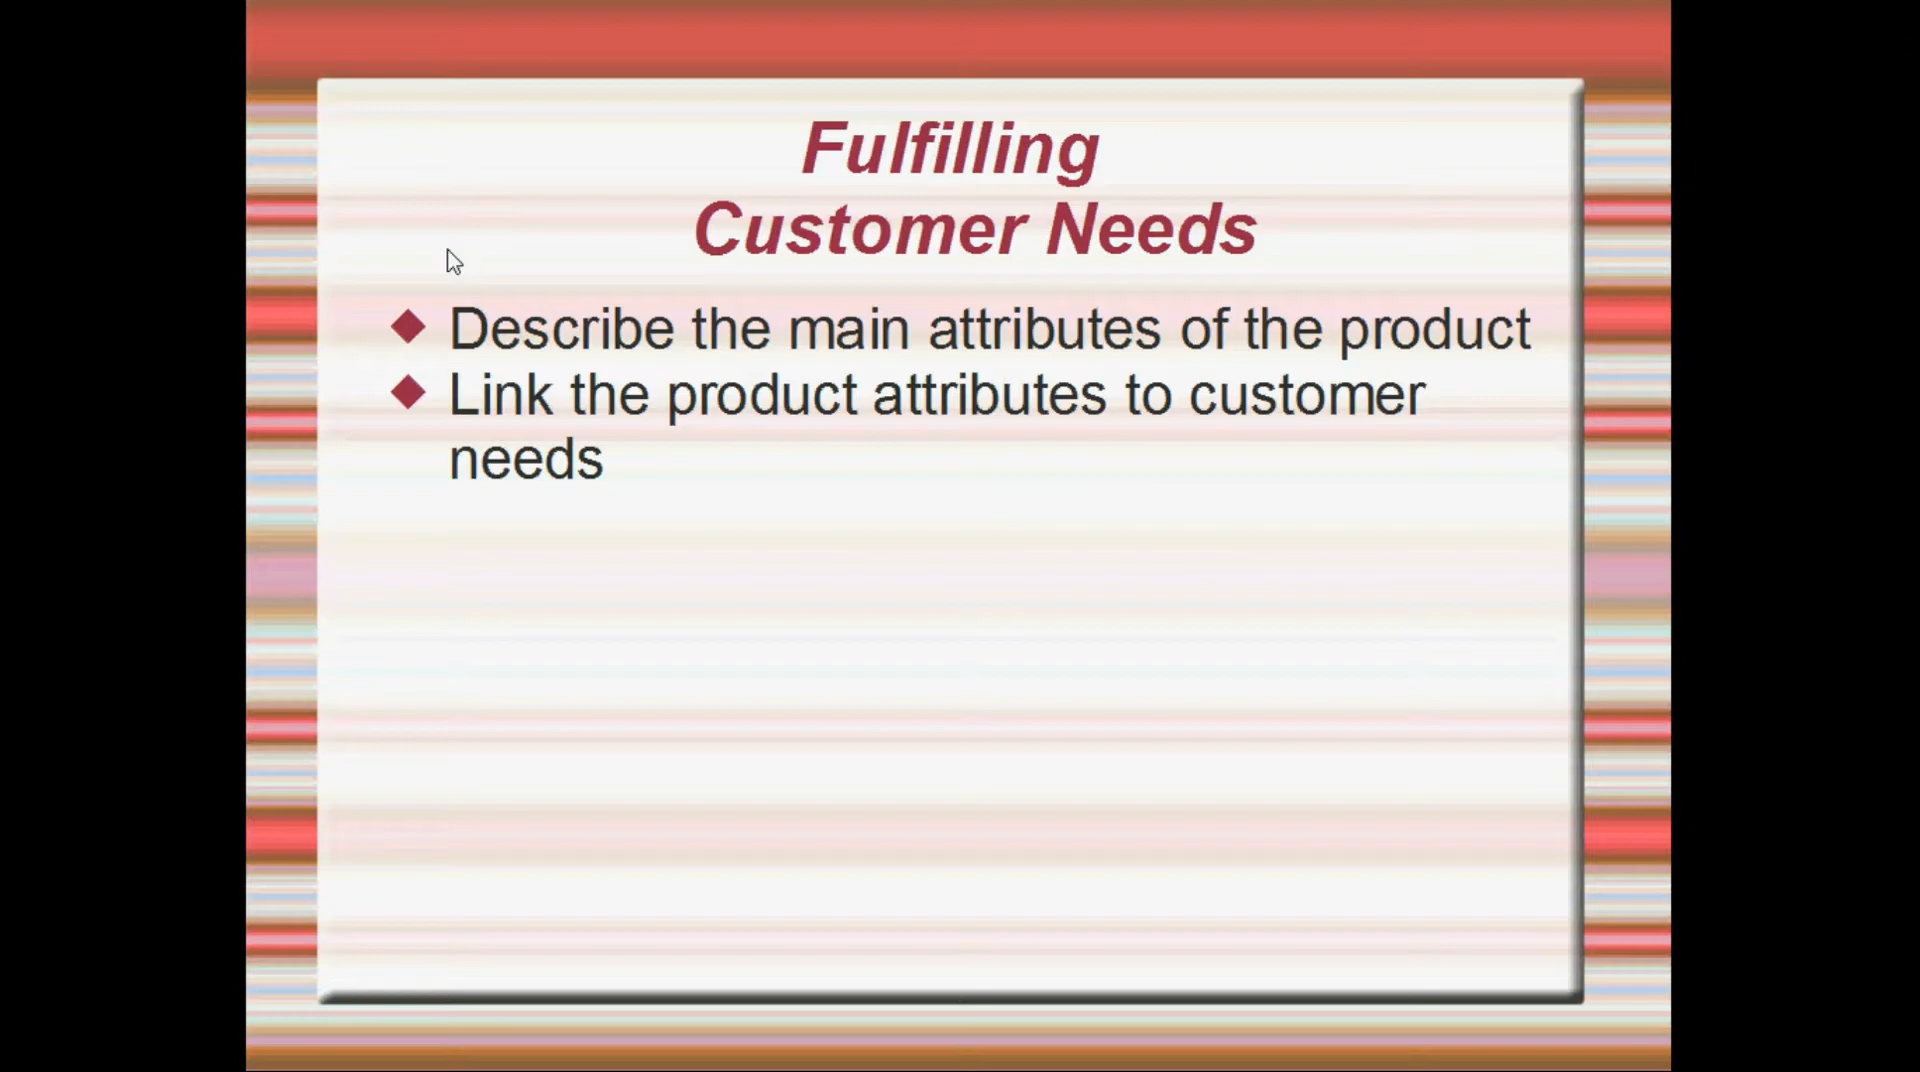 Fulfilling
Customer Needs
Describe the main attributes of the product
Link the product attributes to customer
needs